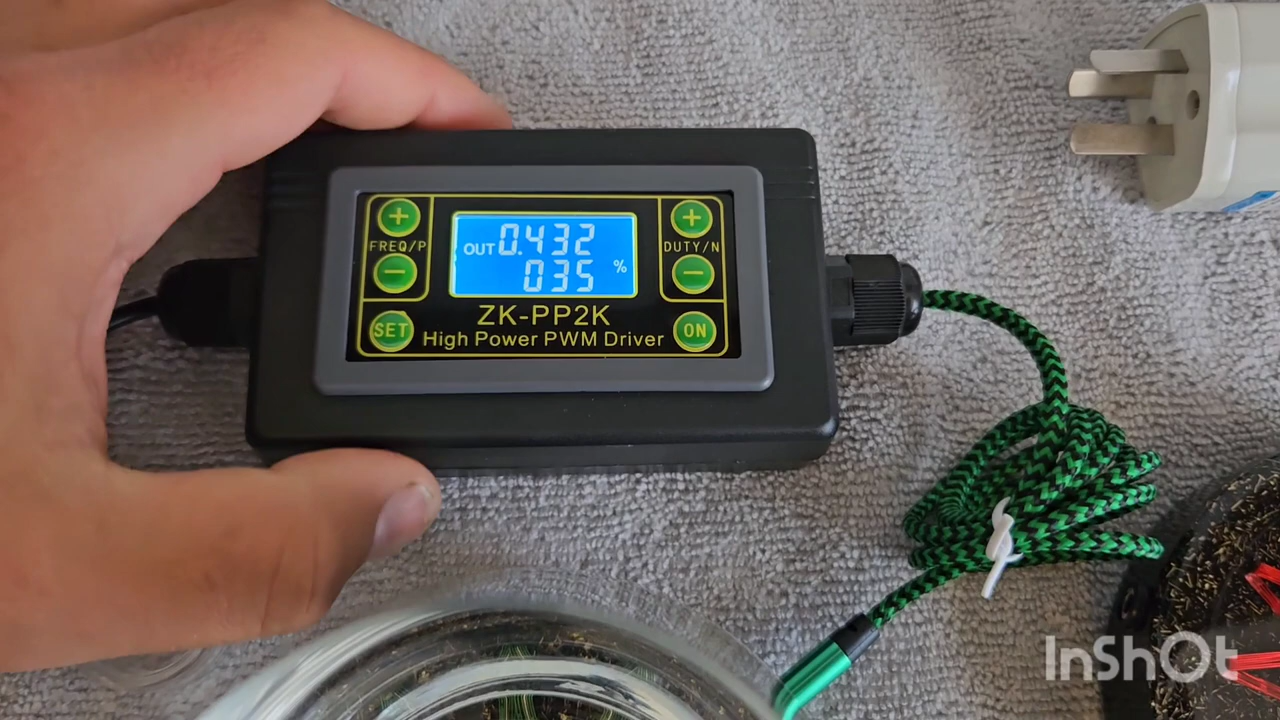 + +
FREQ/P OUT 0.432 DUTY/N
− 035 % −
ZK-PP2K
SET High Power PWM Driver ON
InShOt